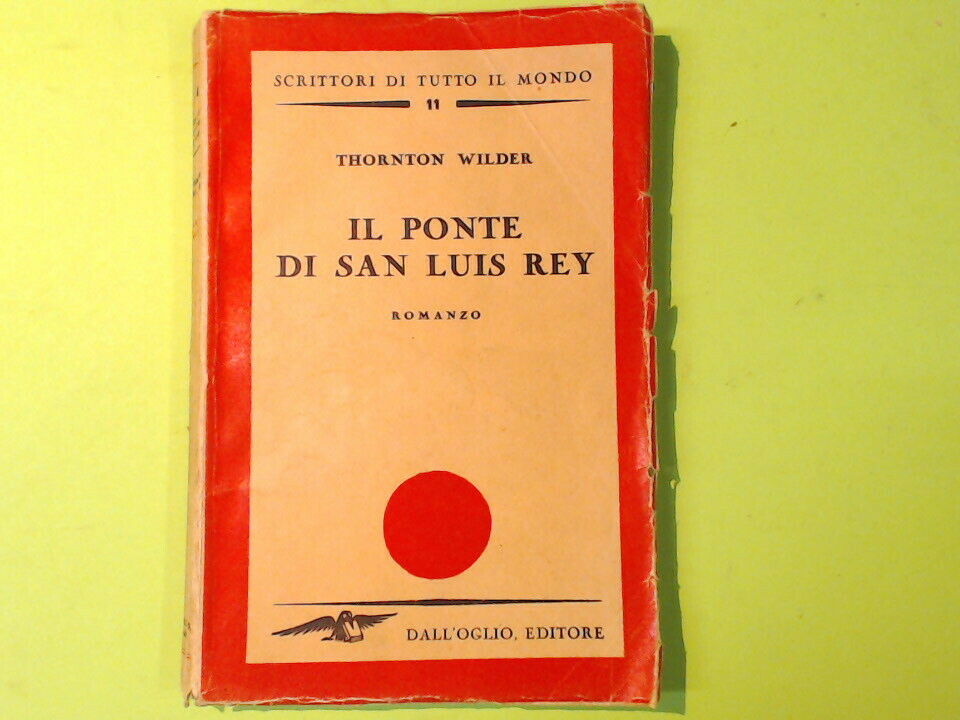 SCRITTORI DI TUTTO IL MONDO
11
THORNTON WILDER
IL PONTE
DI SAN LUIS REY
ROMANZO
DALL'OGLIO, EDITORE